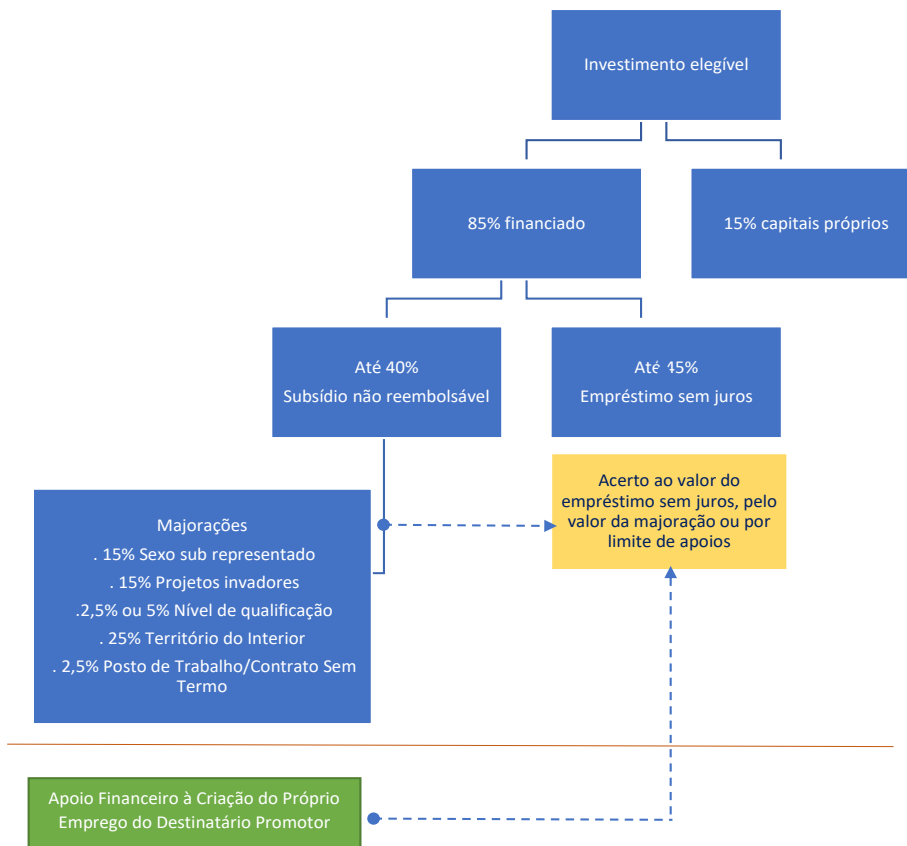 Investimento elegível
85% financiado
15% capitais próprios
Até 40%
Subsídio não reembolsável
Até 45%
Empréstimo sem juros
Acerto ao valor do
empréstimo sem juros, pelo
valor da majoração ou por
limite de apoios
Majorações
. 15% Sexo sub representado
. 15% Projetos invadores
.2,5% ou 5% Nível de qualificação
. 25% Território do Interior
. 2,5% Posto de Trabalho/Contrato Sem
Termo
Apoio Financeiro à Criação do Próprio
Emprego do Destinatário Promotor